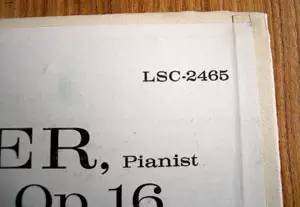 LSC-2465
ER, Pianist
Op. 16